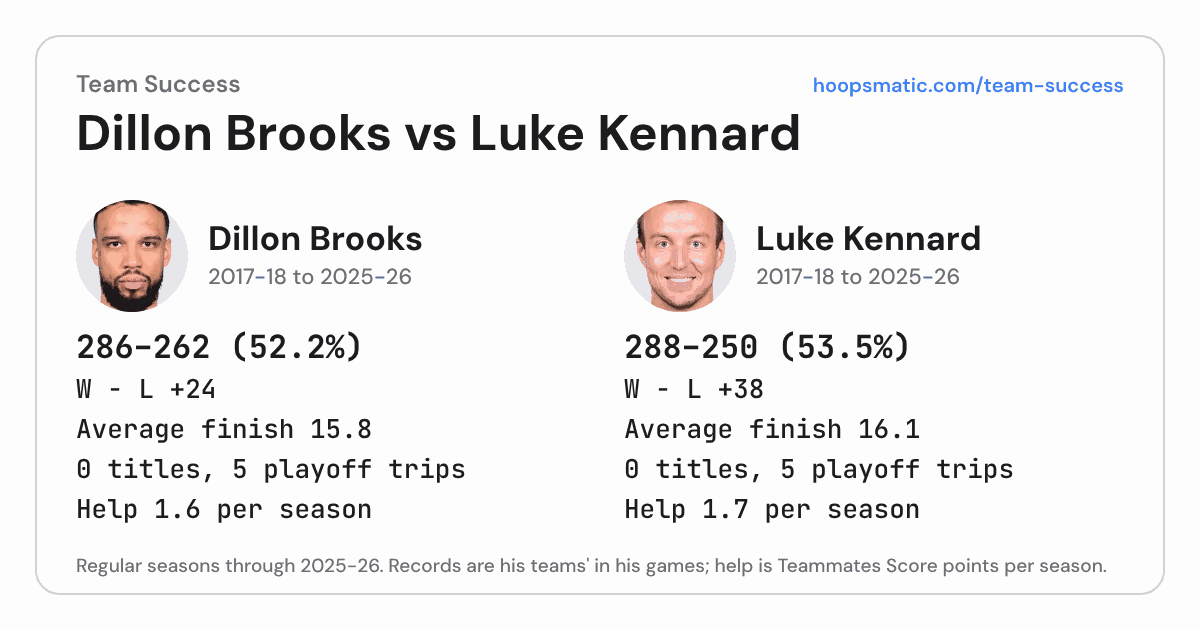 Team Success
hoopsmatic.com/team-success
Dillon Brooks vs Luke Kennard
Dillon Brooks
2017-18 to 2025-26
286-262 (52.2%)
W - L +24
Average finish 15.8
0 titles, 5 playoff trips
Help 1.6 per season
Luke Kennard
2017-18 to 2025-26
288-250 (53.5%)
W - L +38
Average finish 16.1
0 titles, 5 playoff trips
Help 1.7 per season
Regular seasons through 2025-26. Records are his teams' in his games; help is Teammates Score points per season.